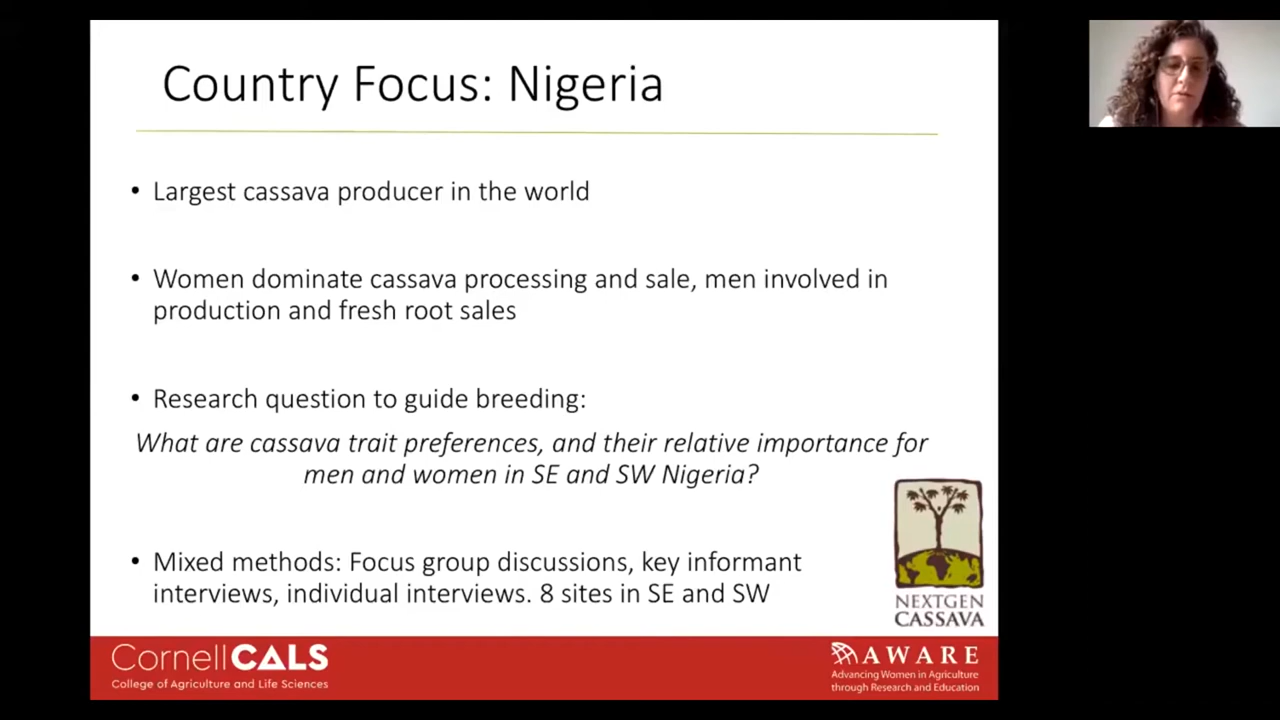 Country Focus: Nigeria
• Largest cassava producer in the world
• Women dominate cassava processing and sale, men involved in
production and fresh root sales
• Research question to guide breeding:
What are cassava trait preferences, and their relative importance for
men and women in SE and SW Nigeria?
• Mixed methods: Focus group discussions, key informant
interviews, individual interviews. 8 sites in SE and SW
NEXTGEN
CASSAVA
CornellCALS
College of Agriculture and Life Sciences
AWARE
Advancing Women in Agriculture
through Research and Education